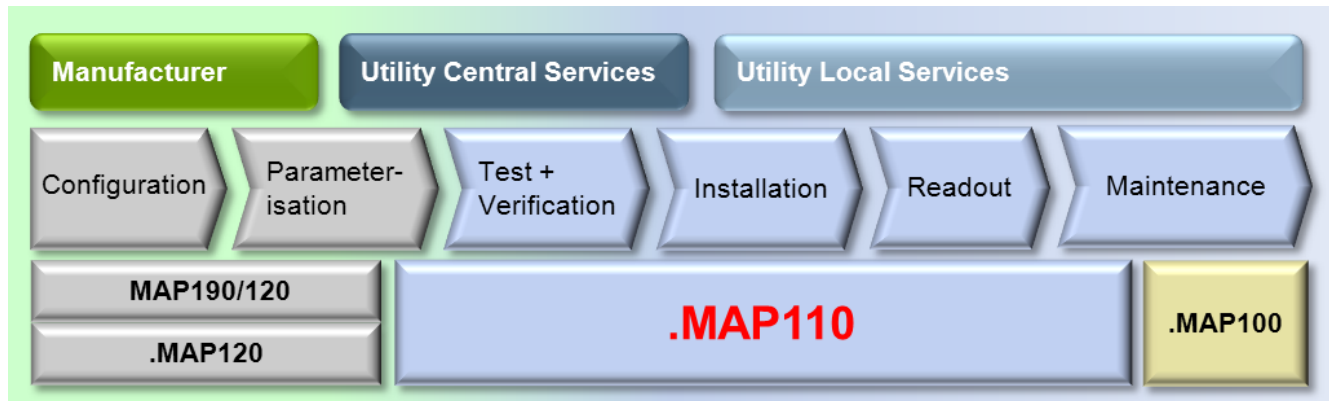 Manufacturer
Utility Central Services
Utility Local Services
Configuration
Parameter-
isation
Test +
Verification
Installation
Readout
Maintenance
MAP190/120
.MAP120
.MAP110
.MAP100